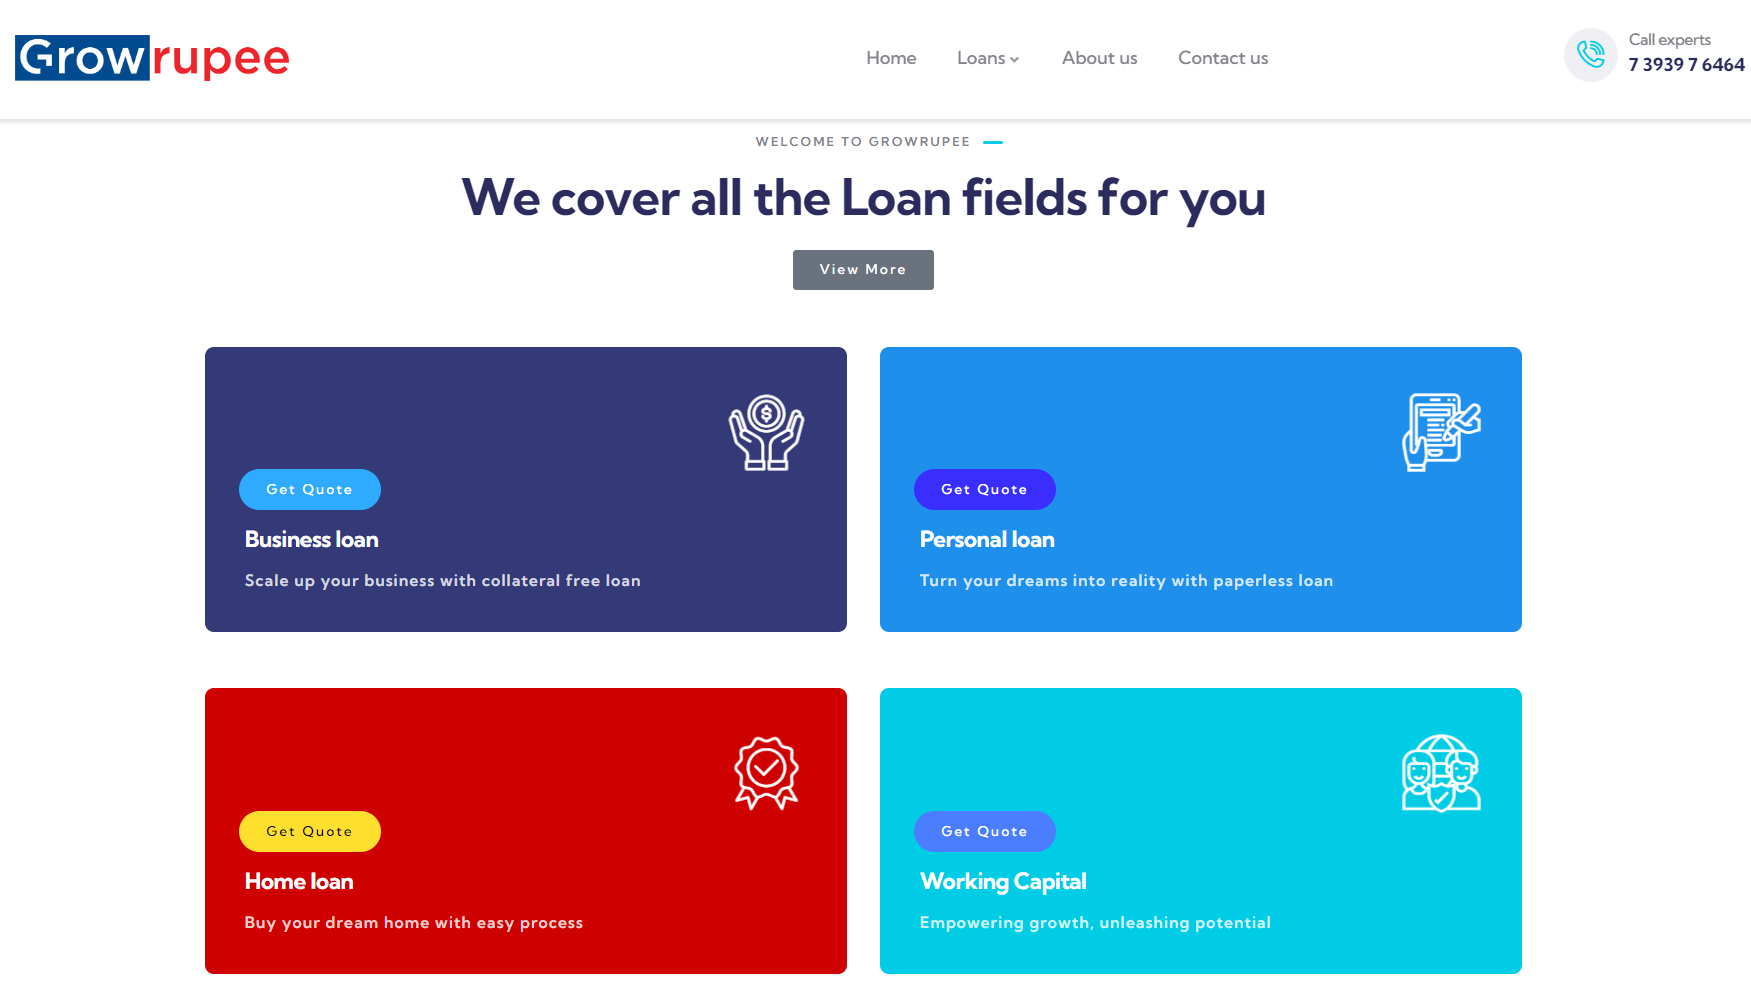 Growrupee
Home
Loans
About us
Contact us
Call experts
7 3939 7 6464
WELCOME TO GROWRUPEE
We cover all the Loan fields for you
View More
Get Quote
Business loan
Scale up your business with collateral free loan
Get Quote
Personal loan
Turn your dreams into reality with paperless loan
Get Quote
Home loan
Buy your dream home with easy process
Get Quote
Working Capital
Empowering growth, unleashing potential